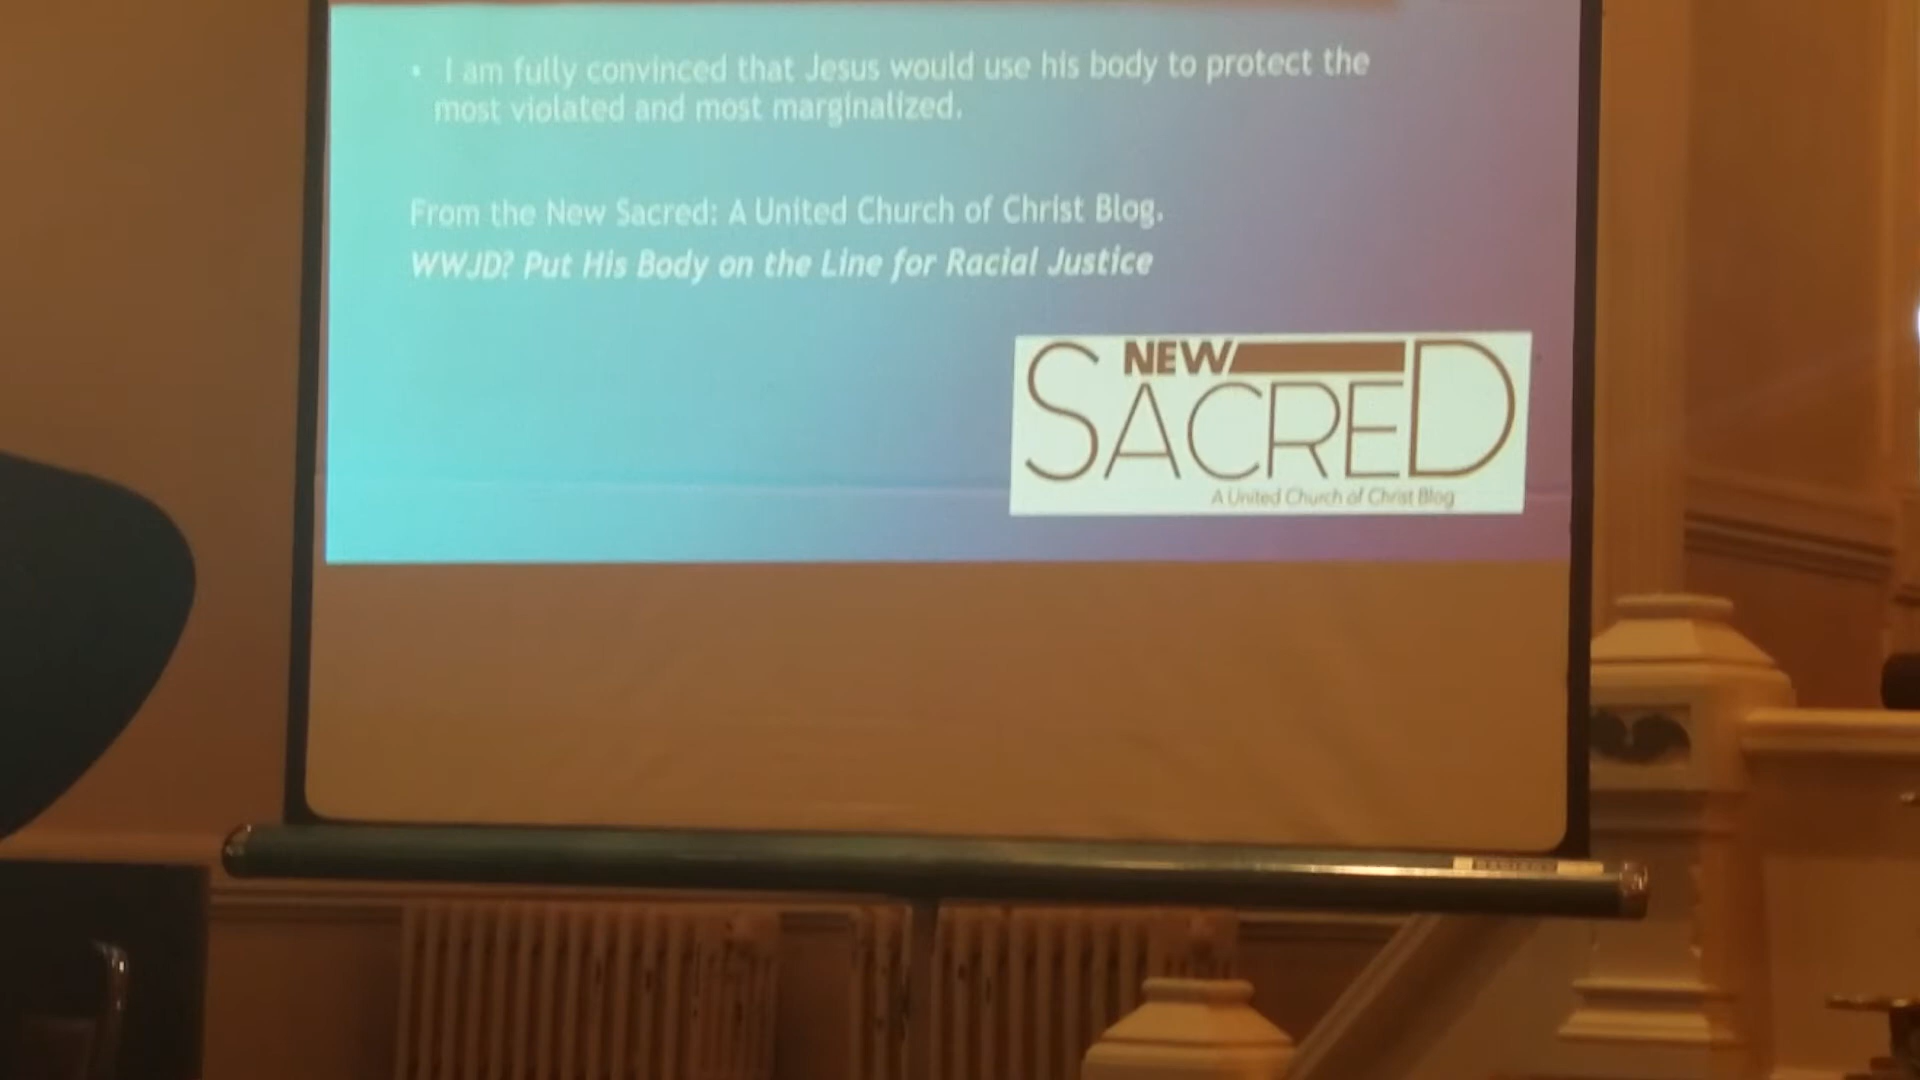 • I am fully convinced that Jesus would use his body to protect the
most violated and most marginalized.
From the New Sacred: A United Church of Christ Blog.
WWJD? Put His Body on the Line for Racial Justice
NEW
SACRED
A United Church of Christ Blog